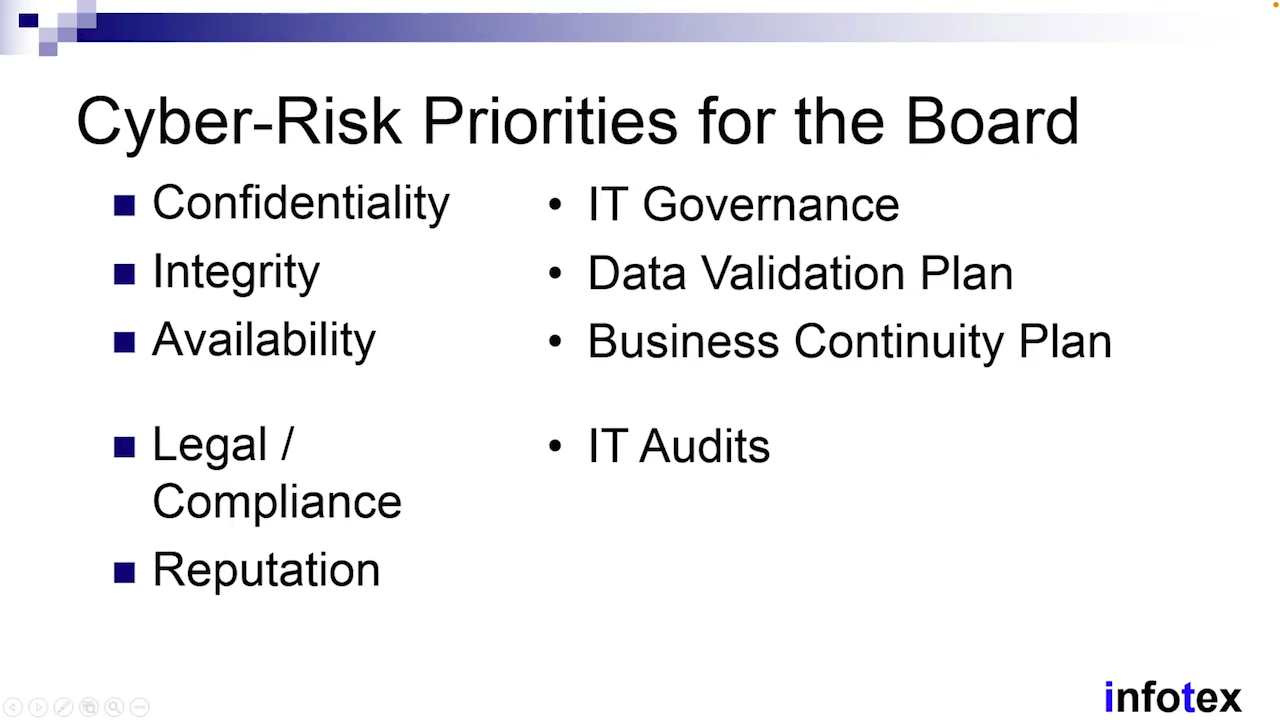 Cyber-Risk Priorities for the Board
Confidentiality
Integrity
Availability
Legal /
Compliance
Reputation
• IT Governance
• Data Validation Plan
• Business Continuity Plan
• IT Audits
infotex